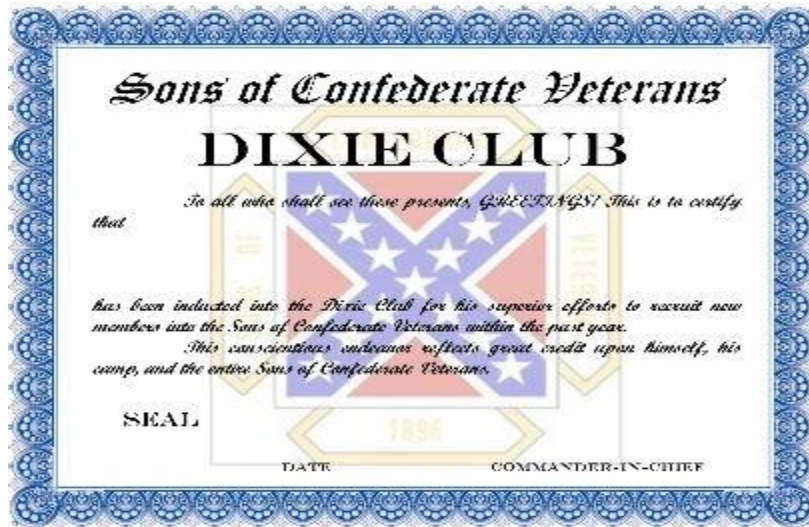 Sons of Confederate Veterans
DIXIE CLUB
To all who shall see these presents, GREETINGS! This is to certify
that
has been inducted into the Dixie Club for his superior efforts to recruit new
members into the Sons of Confederate Veterans within the past year.
This conscientious endeavor reflects great credit upon himself, his
camp, and the entire Sons of Confederate Veterans.
SEAL
1896
DATE COMMANDER-IN-CHIEF